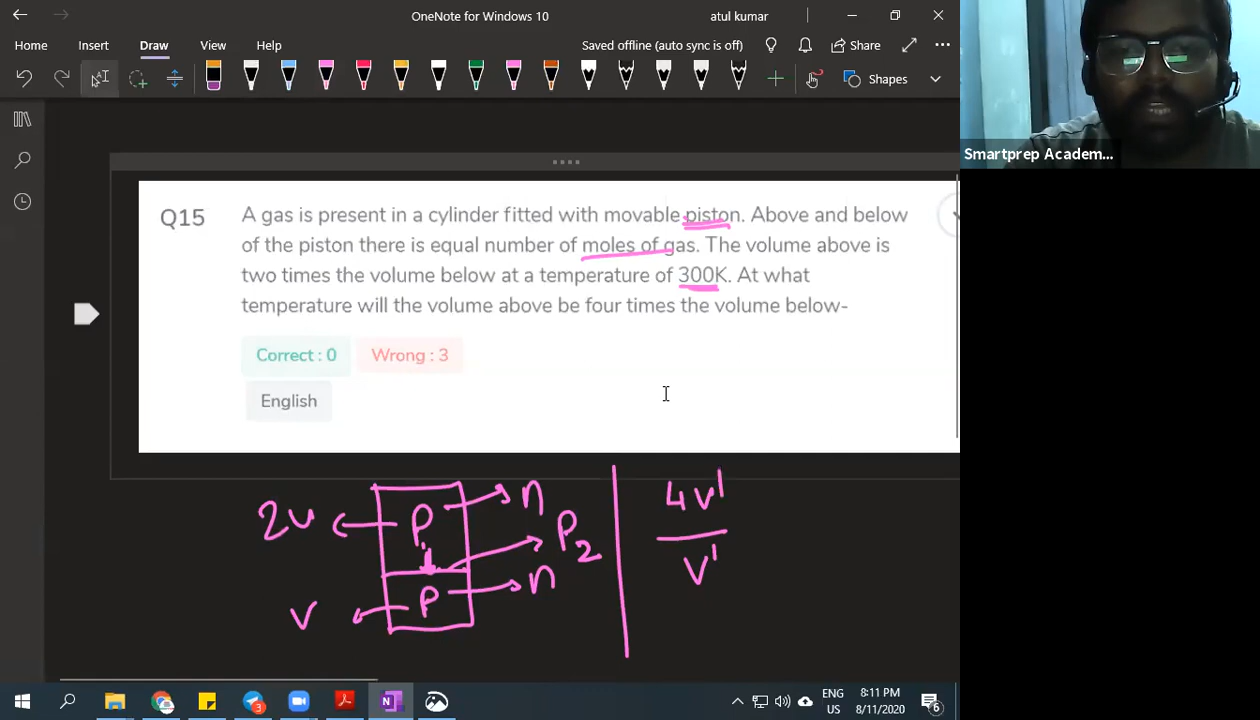 OneNote for Windows 10
atul kumar
Home Insert Draw View Help
Saved offline (auto sync is off)
Share
Shapes
Smartprep Academ...
Q15
A gas is present in a cylinder fitted with movable piston. Above and below
of the piston there is equal number of moles of gas. The volume above is
two times the volume below at a temperature of 300K. At what
temperature will the volume above be four times the volume below-
Correct : 0 Wrong : 3
English
2v P n
P2
v P n
4v'
v'
3
ENG
US
8:11 PM
8/11/2020
6